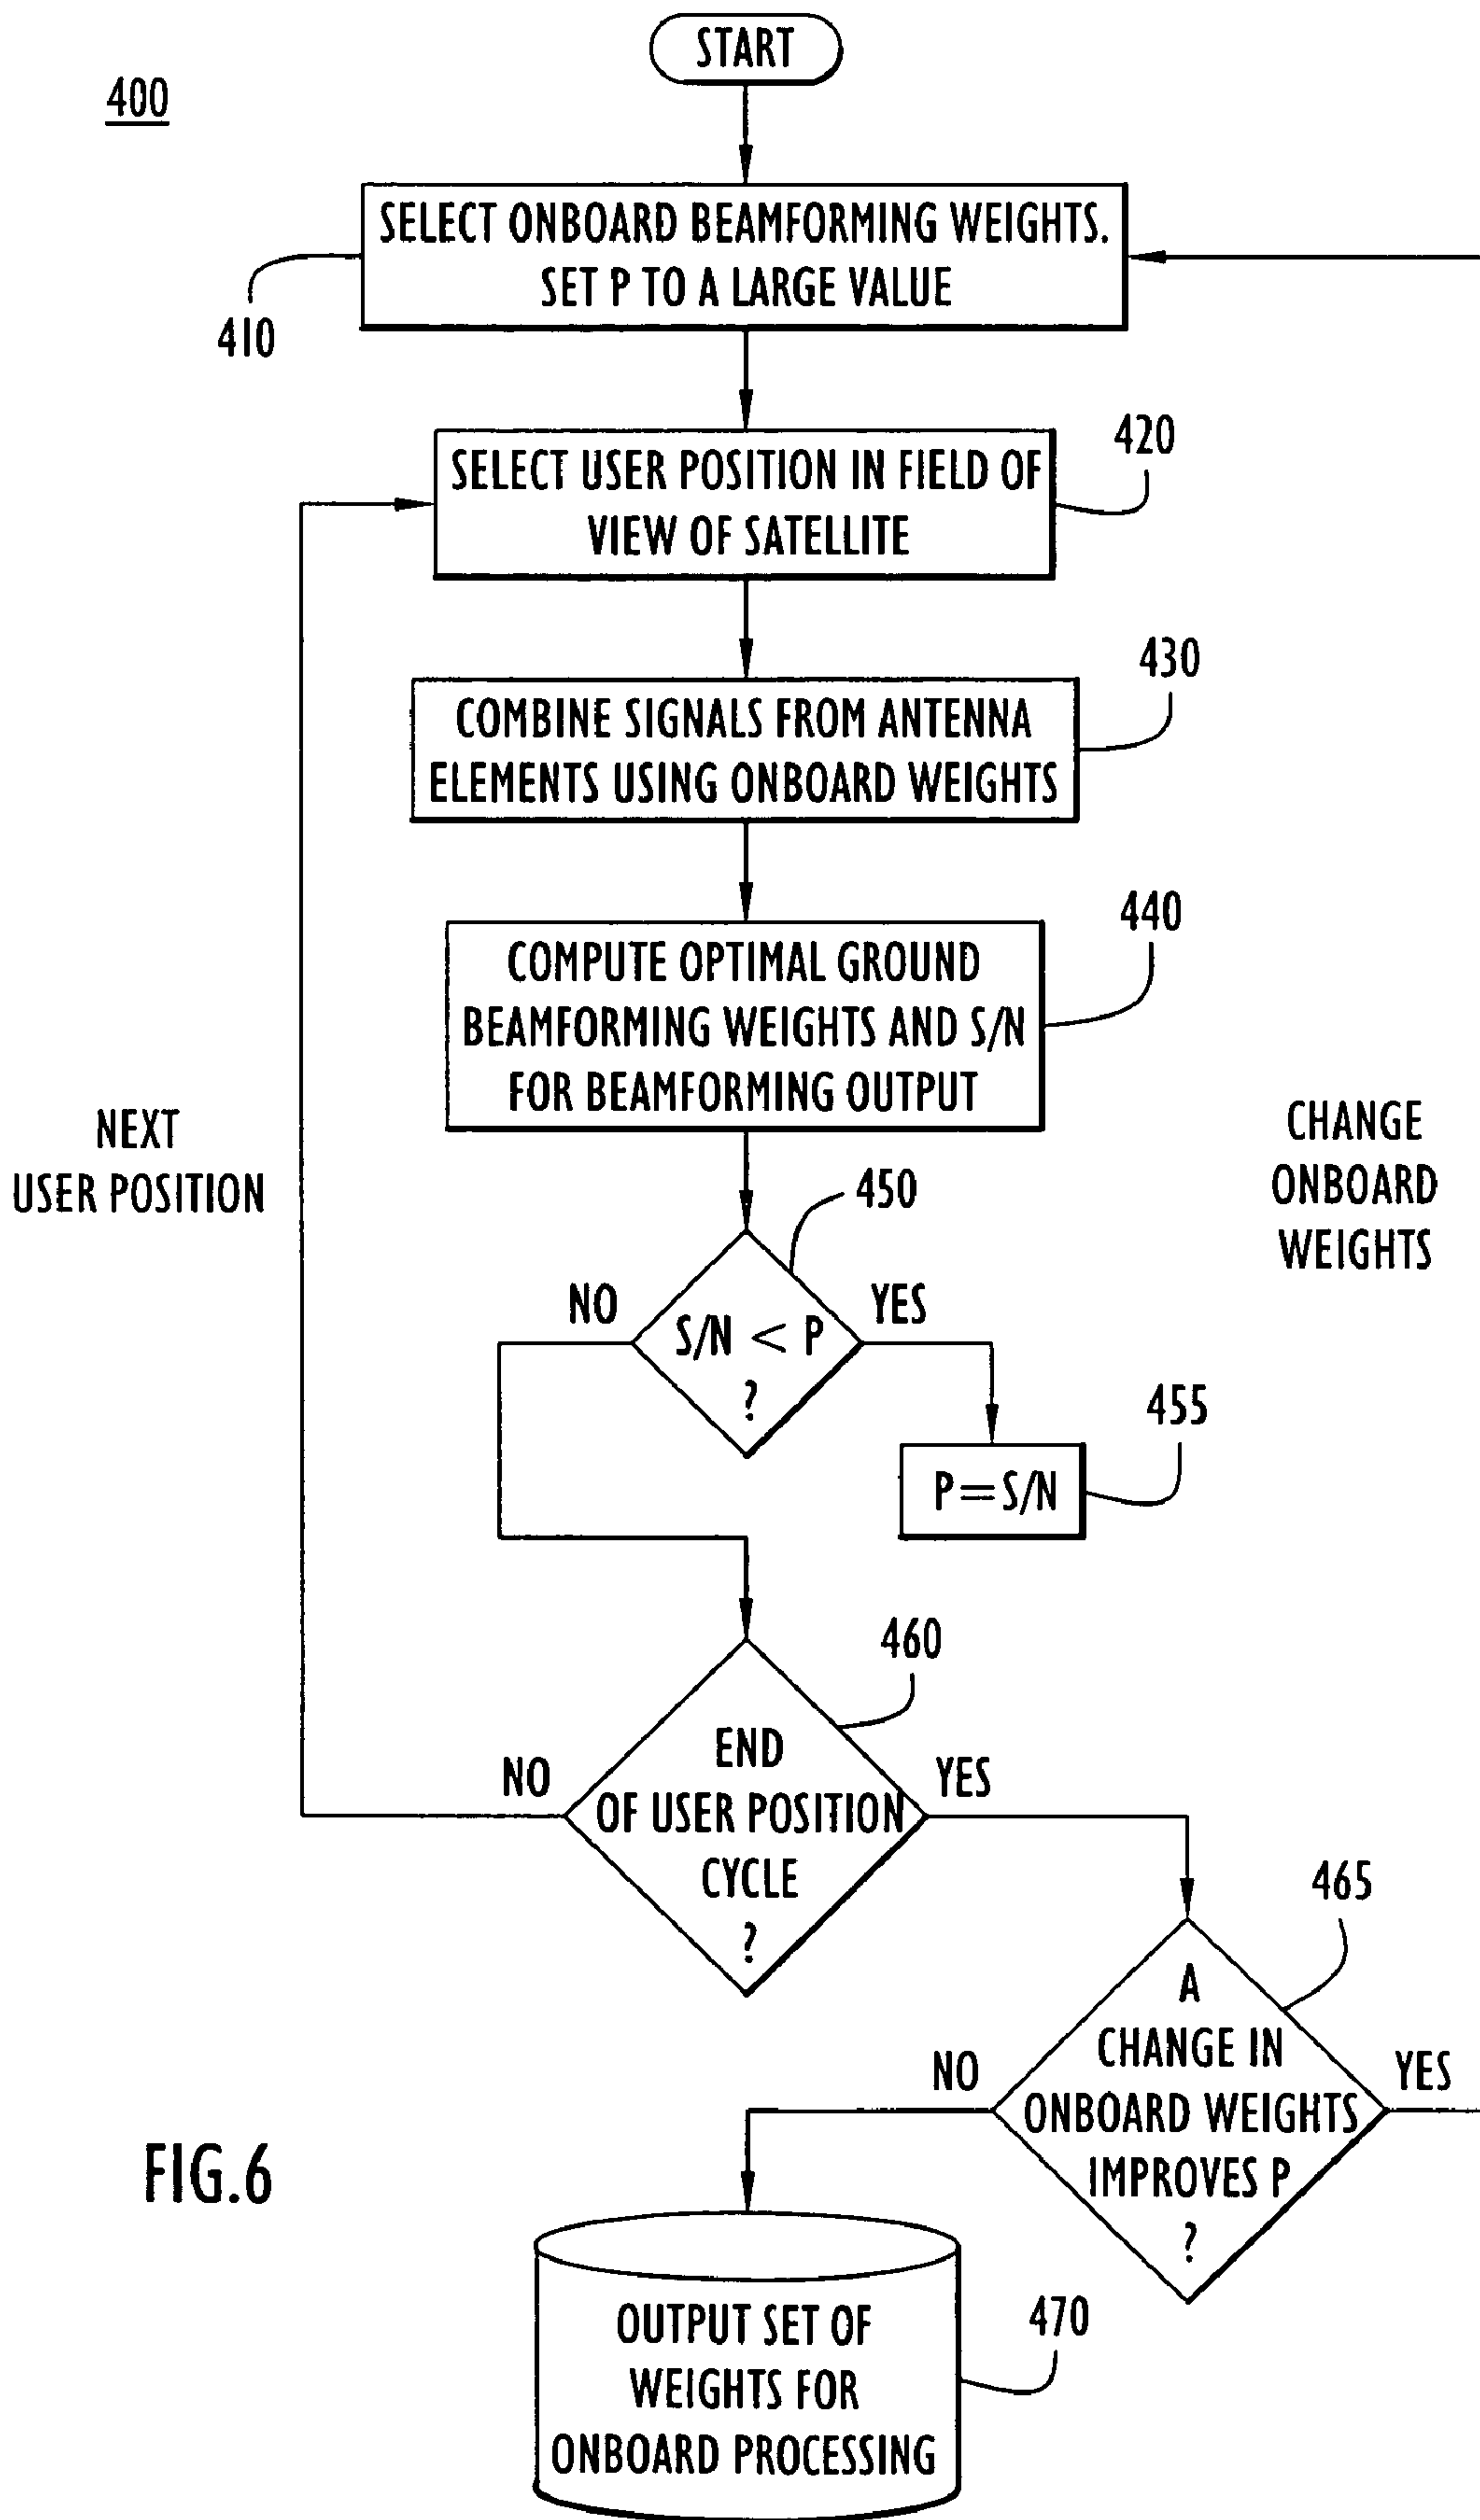 START
400
SELECT ONBOARD BEAMFORMING WEIGHTS.
SET P TO A LARGE VALUE
410
420
SELECT USER POSITION IN FIELD OF
VIEW OF SATELLITE
430
COMBINE SIGNALS FROM ANTENNA
ELEMENTS USING ONBOARD WEIGHTS
440
COMPUTE OPTIMAL GROUND
BEAMFORMING WEIGHTS AND S/N
FOR BEAMFORMING OUTPUT
NEXT
USER POSITION
CHANGE
ONBOARD
WEIGHTS
450
NO
YES
S/N < P
?
455
P=S/N
460
NO
YES
END
OF USER POSITION
CYCLE
?
465
NO
YES
A
CHANGE IN
ONBOARD WEIGHTS
IMPROVES P
?
FIG.6
470
OUTPUT SET OF
WEIGHTS FOR
ONBOARD PROCESSING